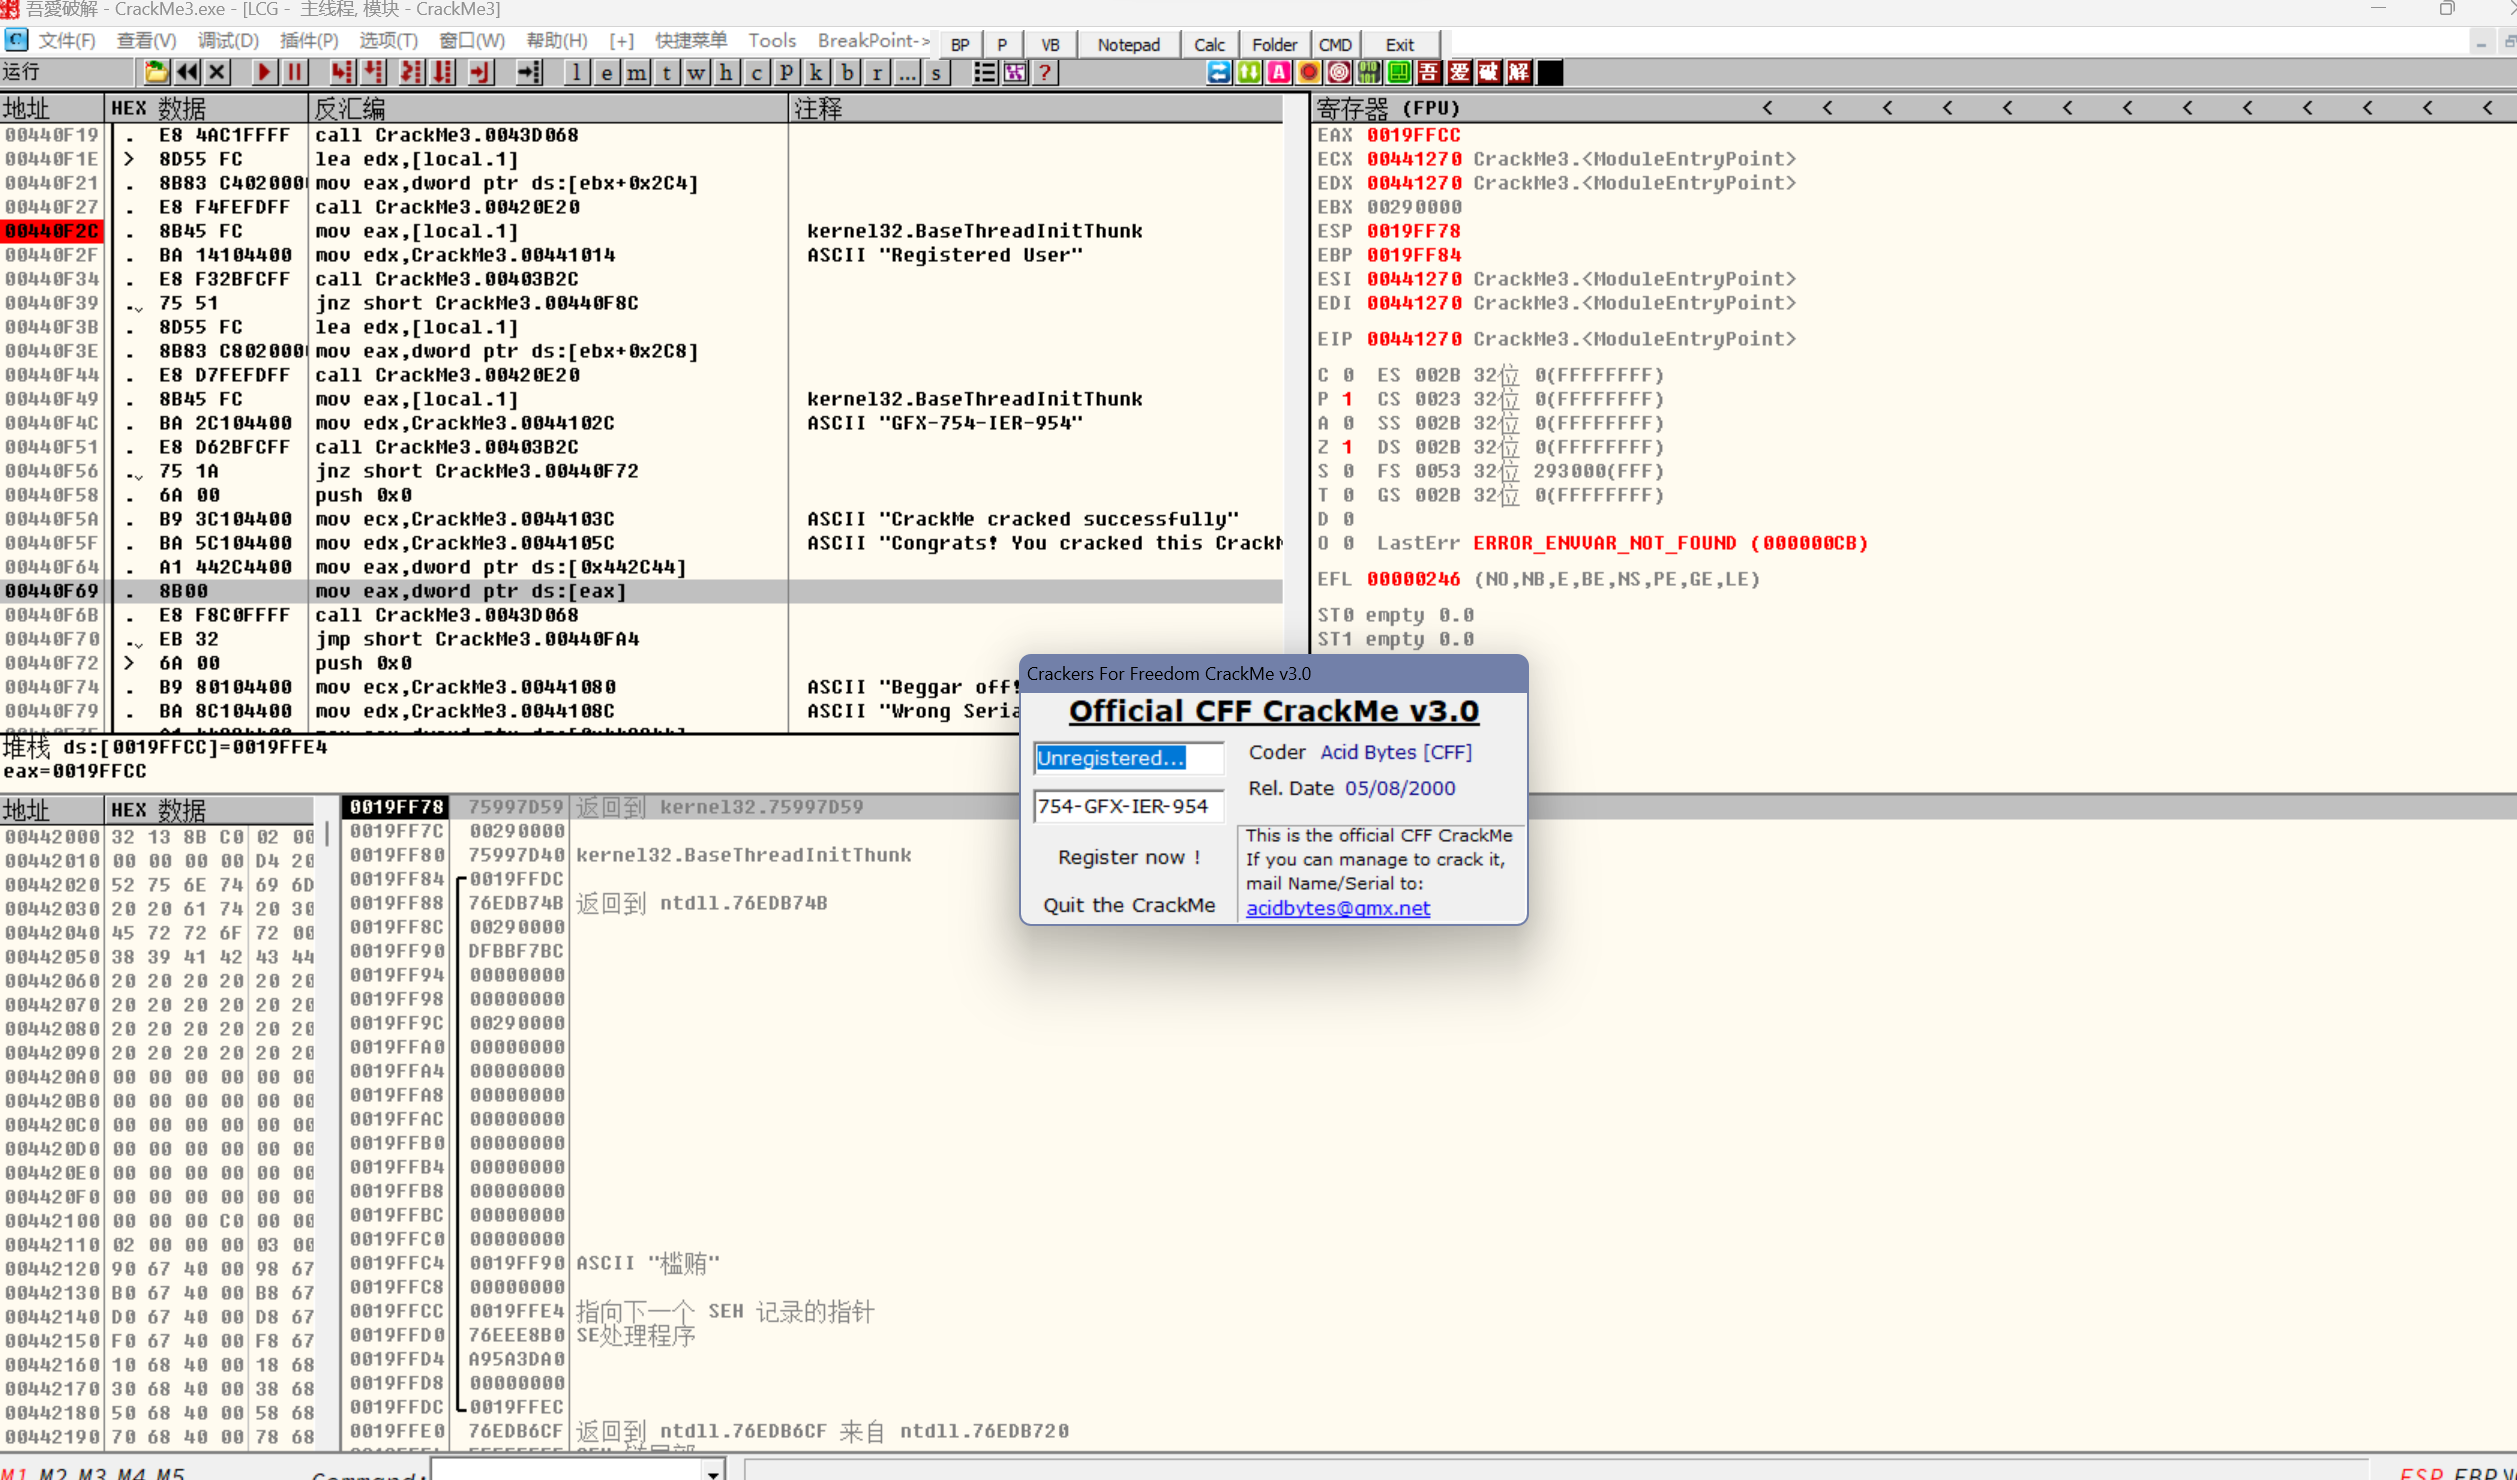 吾愛破解 - CrackMe3.exe - [LCG - 主线程, 模块 - CrackMe3]
文件(F) 查看(V) 调试(D) 插件(P) 选项(T) 窗口(W) 帮助(H) [+] 快捷菜单 Tools BreakPoint-> BP P VB Notepad Calc Folder CMD Exit
运行 l e m t w h c P k b r ... s ? 吾 爱 破 解
地址 HEX 数据 反汇编 注释
00440F19 . E8 4AC1FFFF call CrackMe3.0043D068
00440F1E > 8D55 FC lea edx,[local.1]
00440F21 . 8B83 C4020000 mov eax,dword ptr ds:[ebx+0x2C4]
00440F27 . E8 F4FEFDFF call CrackMe3.00420E20
00440F2C . 8B45 FC mov eax,[local.1] kernel32.BaseThreadInitThunk
00440F2F . BA 14104400 mov edx,CrackMe3.00441014 ASCII "Registered User"
00440F34 . E8 F32BFCFF call CrackMe3.00403B2C
00440F39 . 75 51 jnz short CrackMe3.00440F8C
00440F3B . 8D55 FC lea edx,[local.1]
00440F3E . 8B83 C8020000 mov eax,dword ptr ds:[ebx+0x2C8]
00440F44 . E8 D7FEFDFF call CrackMe3.00420E20
00440F49 . 8B45 FC mov eax,[local.1] kernel32.BaseThreadInitThunk
00440F4C . BA 2C104400 mov edx,CrackMe3.0044102C ASCII "GFX-754-IER-954"
00440F51 . E8 D62BFCFF call CrackMe3.00403B2C
00440F56 . 75 1A jnz short CrackMe3.00440F72
00440F58 . 6A 00 push 0x0
00440F5A . B9 3C104400 mov ecx,CrackMe3.0044103C ASCII "CrackMe cracked successfully"
00440F5F . BA 5C104400 mov edx,CrackMe3.0044105C ASCII "Congrats! You cracked this CrackM
00440F64 . A1 442C4400 mov eax,dword ptr ds:[0x442C44]
00440F69 . 8B00 mov eax,dword ptr ds:[eax]
00440F6B . E8 F8C0FFFF call CrackMe3.0043D068
00440F70 . EB 32 jmp short CrackMe3.00440FA4
00440F72 > 6A 00 push 0x0
00440F74 . B9 80104400 mov ecx,CrackMe3.00441080 ASCII "Beggar off!
00440F79 . BA 8C104400 mov edx,CrackMe3.0044108C ASCII "Wrong Seria
堆栈 ds:[0019FFCC]=0019FFE4
eax=0019FFCC
寄存器 (FPU) < < < < < < < < < < < < <
EAX 0019FFCC
ECX 00441270 CrackMe3.<ModuleEntryPoint>
EDX 00441270 CrackMe3.<ModuleEntryPoint>
EBX 00290000
ESP 0019FF78
EBP 0019FF84
ESI 00441270 CrackMe3.<ModuleEntryPoint>
EDI 00441270 CrackMe3.<ModuleEntryPoint>
EIP 00441270 CrackMe3.<ModuleEntryPoint>
C 0 ES 002B 32位 0(FFFFFFFF)
P 1 CS 0023 32位 0(FFFFFFFF)
A 0 SS 002B 32位 0(FFFFFFFF)
Z 1 DS 002B 32位 0(FFFFFFFF)
S 0 FS 0053 32位 293000(FFF)
T 0 GS 002B 32位 0(FFFFFFFF)
D 0
O 0 LastErr ERROR_ENVVAR_NOT_FOUND (000000CB)
EFL 00000246 (NO,NB,E,BE,NS,PE,GE,LE)
ST0 empty 0.0
ST1 empty 0.0
Crackers For Freedom CrackMe v3.0
Official CFF CrackMe v3.0
Unregistered...
754-GFX-IER-954
Register now !
Quit the CrackMe
Coder Acid Bytes [CFF]
Rel. Date 05/08/2000
This is the official CFF CrackMe
If you can manage to crack it,
mail Name/Serial to:
acidbytes@gmx.net
地址 HEX 数据
00442000 32 13 8B C0 02 00
00442010 00 00 00 00 D4 20
00442020 52 75 6E 74 69 6D
00442030 20 20 61 74 20 30
00442040 45 72 72 6F 72 00
00442050 38 39 41 42 43 44
00442060 20 20 20 20 20 20
00442070 20 20 20 20 20 20
00442080 20 20 20 20 20 20
00442090 20 20 20 20 20 20
004420A0 00 00 00 00 00 00
004420B0 00 00 00 00 00 00
004420C0 00 00 00 00 00 00
004420D0 00 00 00 00 00 00
004420E0 00 00 00 00 00 00
004420F0 00 00 00 00 00 00
00442100 00 00 00 C0 00 00
00442110 02 00 00 00 03 00
00442120 90 67 40 00 98 67
00442130 B0 67 40 00 B8 67
00442140 D0 67 40 00 D8 67
00442150 F0 67 40 00 F8 67
00442160 10 68 40 00 18 68
00442170 30 68 40 00 38 68
00442180 50 68 40 00 58 68
00442190 70 68 40 00 78 68
0019FF78 75997D59 返回到 kernel32.75997D59
0019FF7C 00290000
0019FF80 75997D40 kernel32.BaseThreadInitThunk
0019FF84 0019FFDC
0019FF88 76EDB74B 返回到 ntdll.76EDB74B
0019FF8C 00290000
0019FF90 DFBBF7BC
0019FF94 00000000
0019FF98 00000000
0019FF9C 00290000
0019FFA0 00000000
0019FFA4 00000000
0019FFA8 00000000
0019FFAC 00000000
0019FFB0 00000000
0019FFB4 00000000
0019FFB8 00000000
0019FFBC 00000000
0019FFC0 00000000
0019FFC4 0019FF90 ASCII "槛贿"
0019FFC8 00000000
0019FFCC 0019FFE4 指向下一个 SEH 记录的指针
0019FFD0 76EEE8B0 SE处理程序
0019FFD4 A95A3DA0
0019FFD8 00000000
0019FFDC 0019FFEC
0019FFE0 76EDB6CF 返回到 ntdll.76EDB6CF 来自 ntdll.76EDB720
M1 M2 M3 M4 M5 Command: ESP EBP